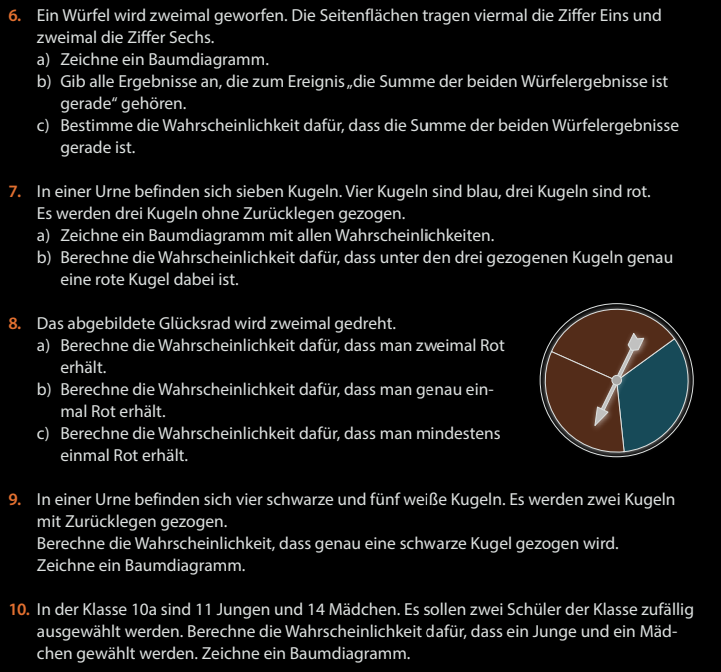 6. Ein Würfel wird zweimal geworfen. Die Seitenflächen tragen viermal die Ziffer Eins und
zweimal die Ziffer Sechs.
a) Zeichne ein Baumdiagramm.
b) Gib alle Ergebnisse an, die zum Ereignis „die Summe der beiden Würfelergebnisse ist
gerade“ gehören.
c) Bestimme die Wahrscheinlichkeit dafür, dass die Summe der beiden Würfelergebnisse
gerade ist.
7. In einer Urne befinden sich sieben Kugeln. Vier Kugeln sind blau, drei Kugeln sind rot.
Es werden drei Kugeln ohne Zurücklegen gezogen.
a) Zeichne ein Baumdiagramm mit allen Wahrscheinlichkeiten.
b) Berechne die Wahrscheinlichkeit dafür, dass unter den drei gezogenen Kugeln genau
eine rote Kugel dabei ist.
8. Das abgebildete Glücksrad wird zweimal gedreht.
a) Berechne die Wahrscheinlichkeit dafür, dass man zweimal Rot
erhält.
b) Berechne die Wahrscheinlichkeit dafür, dass man genau ein-
mal Rot erhält.
c) Berechne die Wahrscheinlichkeit dafür, dass man mindestens
einmal Rot erhält.
9. In einer Urne befinden sich vier schwarze und fünf weiße Kugeln. Es werden zwei Kugeln
mit Zurücklegen gezogen.
Berechne die Wahrscheinlichkeit, dass genau eine schwarze Kugel gezogen wird.
Zeichne ein Baumdiagramm.
10. In der Klasse 10a sind 11 Jungen und 14 Mädchen. Es sollen zwei Schüler der Klasse zufällig
ausgewählt werden. Berechne die Wahrscheinlichkeit dafür, dass ein Junge und ein Mäd-
chen gewählt werden. Zeichne ein Baumdiagramm.